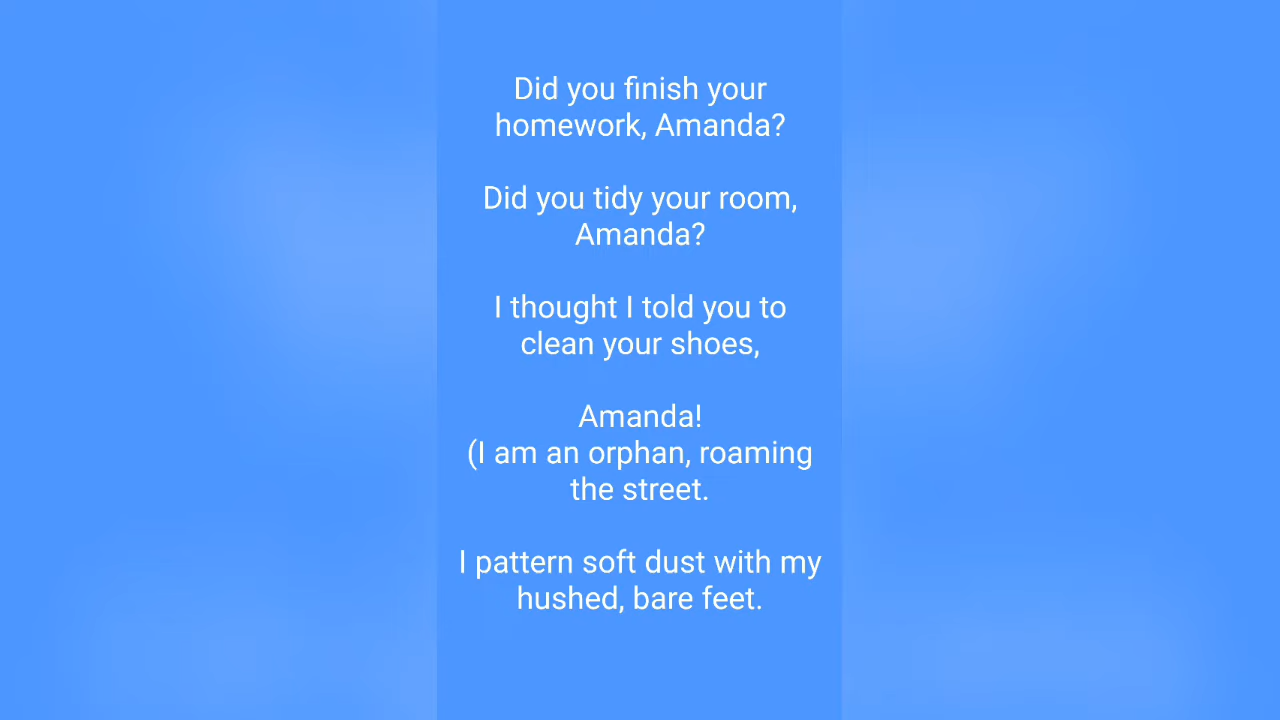 Did you finish your
homework, Amanda?
Did you tidy your room,
Amanda?
I thought I told you to
clean your shoes,
Amanda!
(I am an orphan, roaming
the street.
I pattern soft dust with my
hushed, bare feet.